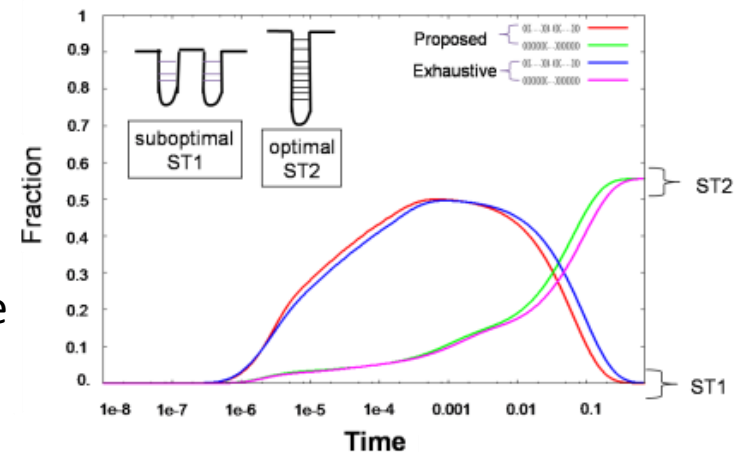 1
0.9
0.8
0.7
0.6
0.5
0.4
0.3
0.2
0.1
0.
Fraction
e
suboptimal
ST1
optimal
ST2
Proposed
Exhaustive
ST2
ST1
1e-8 1e-7 1e-6 1e-5 1e-4 0.001 0.01 0.1
Time